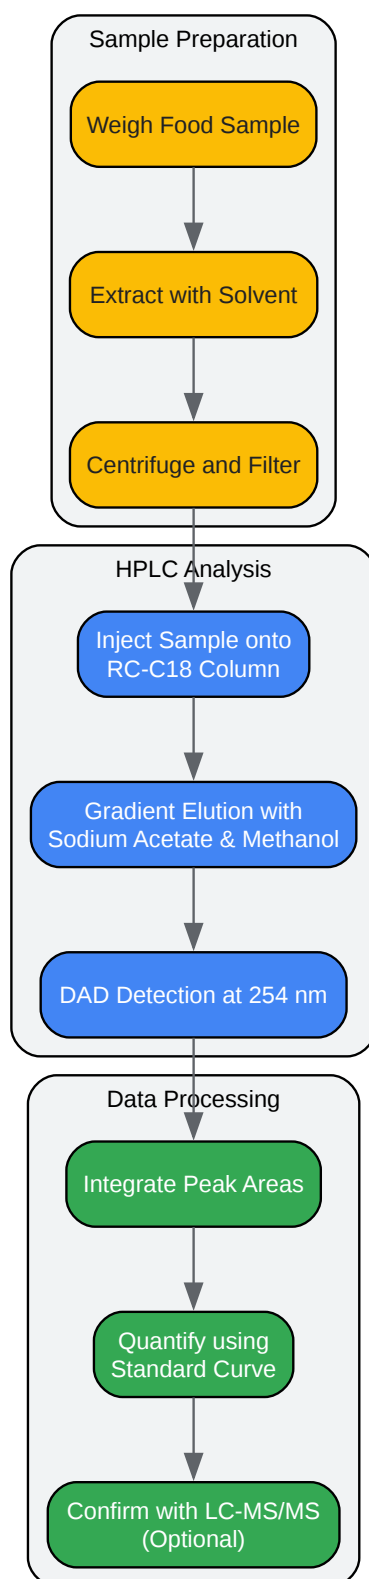 Sample Preparation
Weigh Food Sample
Extract with Solvent
Centrifuge and Filter
HPLC Analysis
Inject Sample onto
RC-C18 Column
Gradient Elution with
Sodium Acetate & Methanol
DAD Detection at 254 nm
Data Processing
Integrate Peak Areas
Quantify using
Standard Curve
Confirm with LC-MS/MS
(Optional)